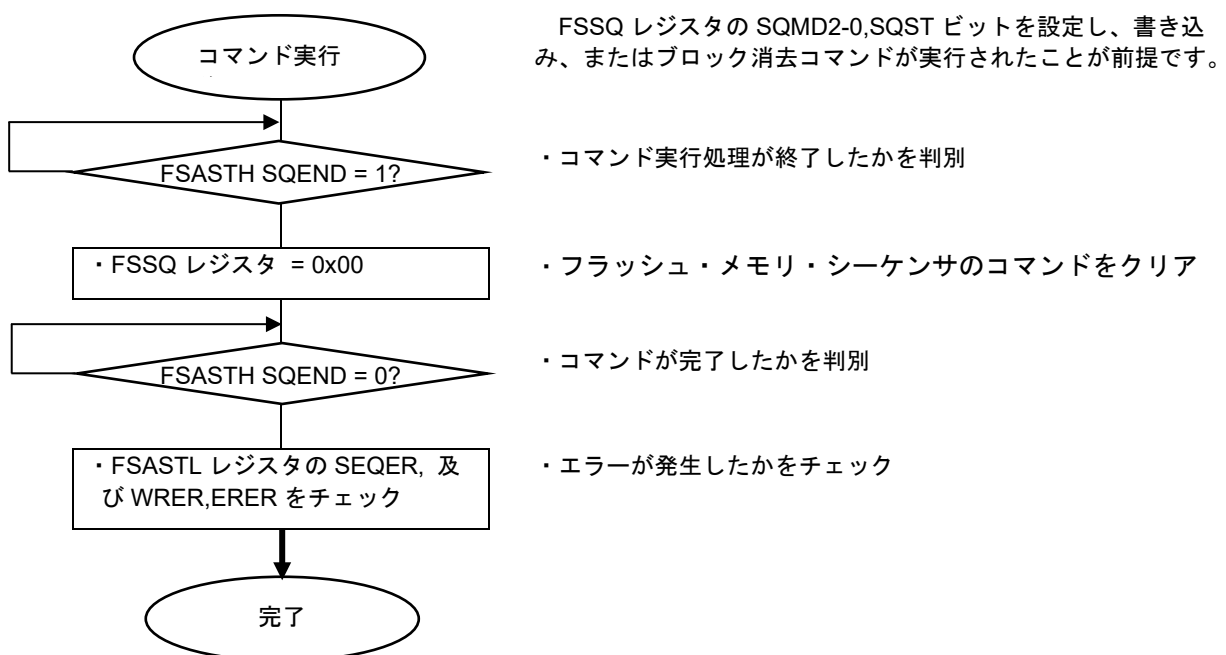 コマンド実行
FSSQ レジスタの SQMD2-0,SQST ビットを設定し、書き込
み、またはブロック消去コマンドが実行されたことが前提です。
FSASTH SQEND = 1?
・コマンド実行処理が終了したかを判別
・FSSQ レジスタ = 0x00
・フラッシュ・メモリ・シーケンサのコマンドをクリア
FSASTH SQEND = 0?
・コマンドが完了したかを判別
・FSASTL レジスタの SEQER, 及
び WRER,ERER をチェック
・エラーが発生したかをチェック
完了